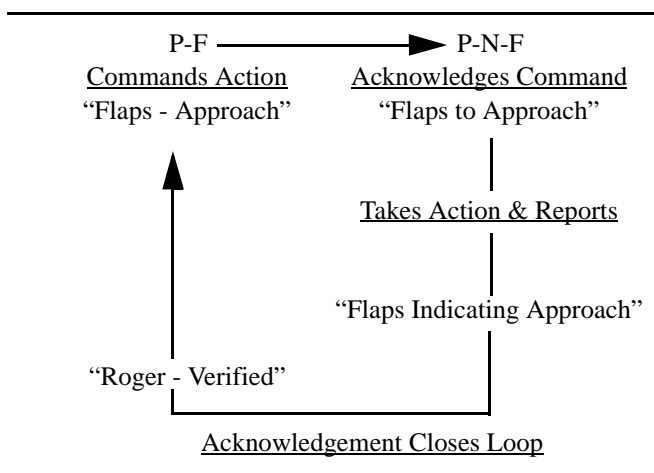 P-F
P-N-F
Commands Action
Acknowledges Command
“Flaps - Approach”
“Flaps to Approach”
Takes Action & Reports
“Flaps Indicating Approach”
“Roger - Verified”
Acknowledgement Closes Loop